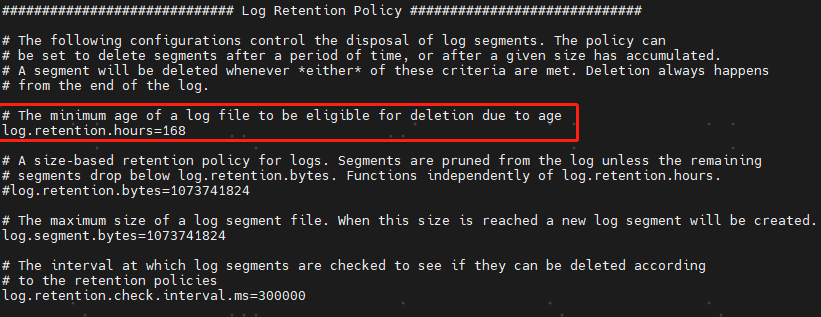 ############################# Log Retention Policy #############################
# The following configurations control the disposal of log segments. The policy can
# be set to delete segments after a period of time, or after a given size has accumulated.
# A segment will be deleted whenever *either* of these criteria are met. Deletion always happens
# from the end of the log.
# The minimum age of a log file to be eligible for deletion due to age
log.retention.hours=168
# A size-based retention policy for logs. Segments are pruned from the log unless the remaining
# segments drop below log.retention.bytes. Functions independently of log.retention.hours.
#log.retention.bytes=1073741824
# The maximum size of a log segment file. When this size is reached a new log segment will be created.
log.segment.bytes=1073741824
# The interval at which log segments are checked to see if they can be deleted according
# to the retention policies
log.retention.check.interval.ms=300000